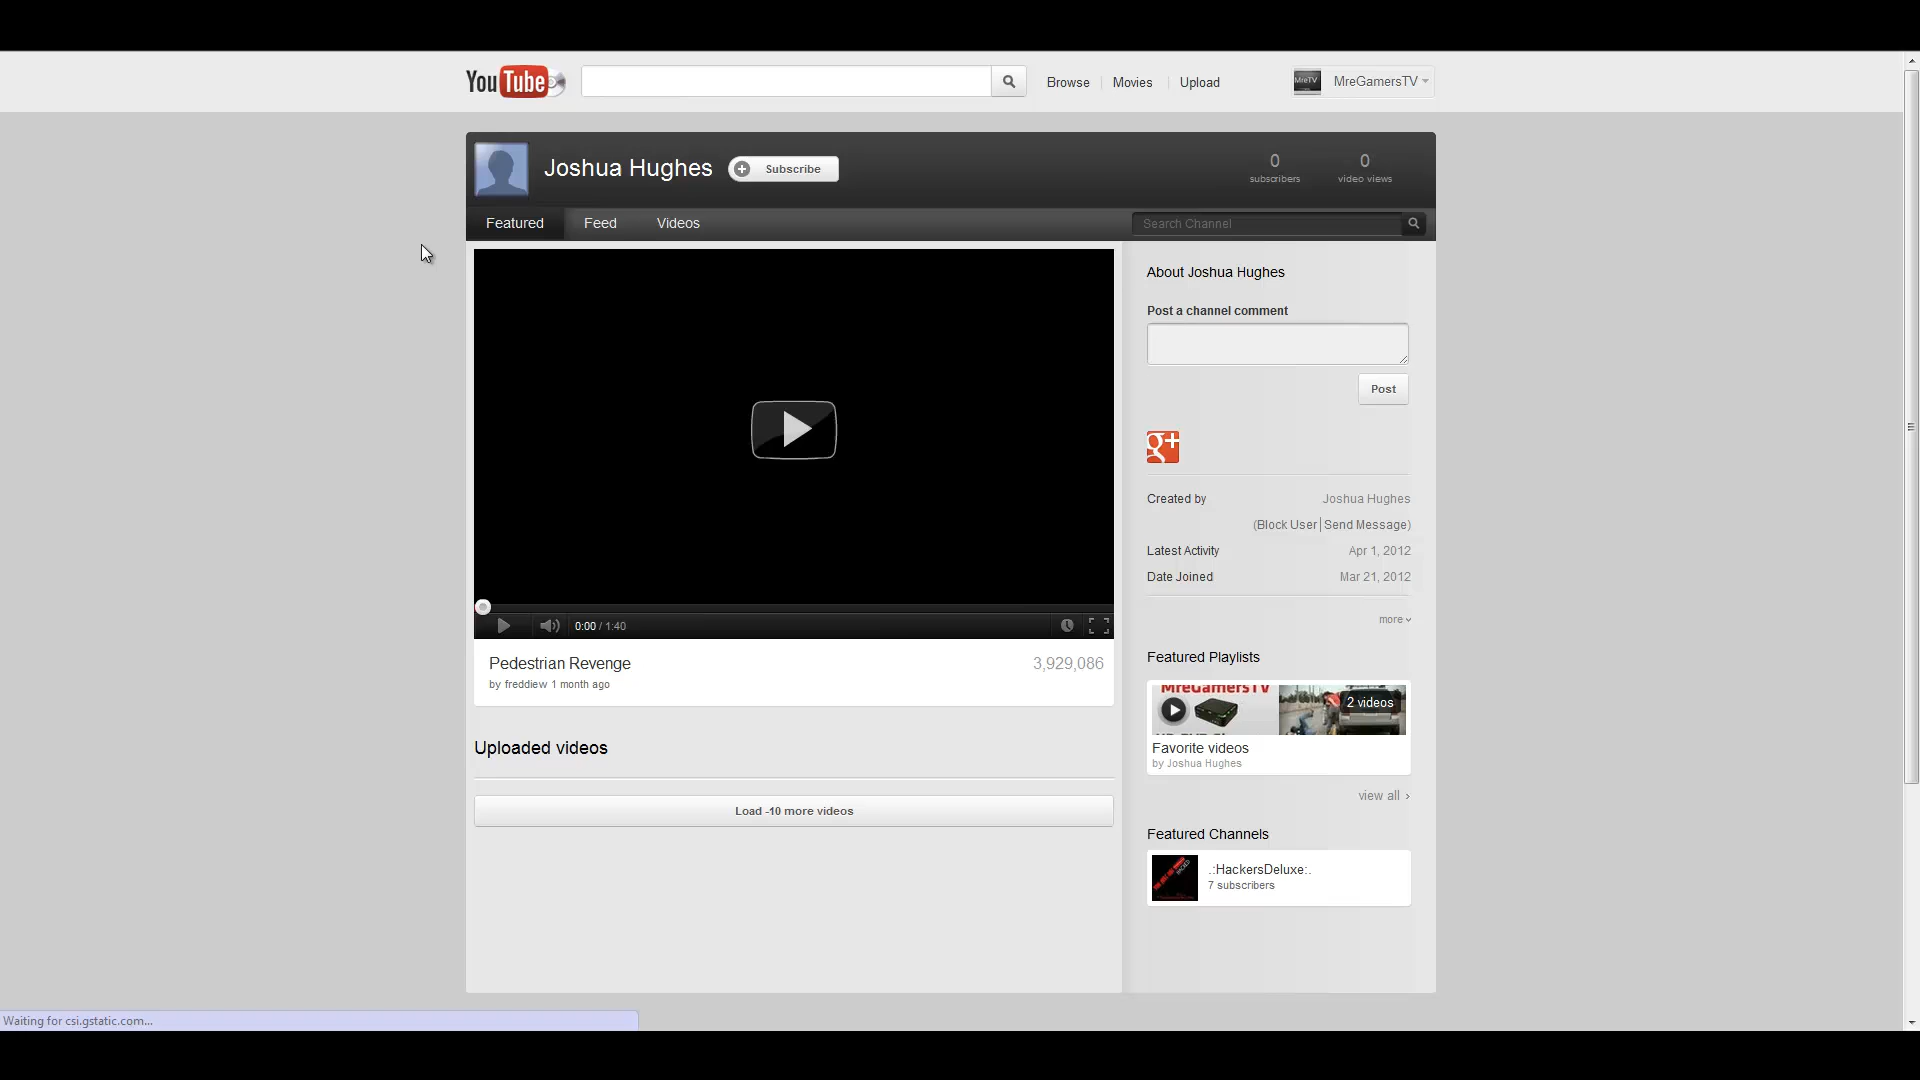 YouTube
Browse
Movies
Upload
MreTV
MreGamersTV
Joshua Hughes
Subscribe
0
subscribers
0
video views
Featured
Feed
Videos
Search Channel
About Joshua Hughes
Post a channel comment
Post
g+
Created by
Joshua Hughes
(Block User|Send Message)
Latest Activity
Apr 1, 2012
Date Joined
Mar 21, 2012
more
0:00 / 1:40
Pedestrian Revenge
3,929,086
by freddiew 1 month ago
Uploaded videos
Load -10 more videos
Featured Playlists
MreGamersTV
2 videos
Favorite videos
by Joshua Hughes
view all ›
Featured Channels
.:HackersDeluxe:.
7 subscribers
Waiting for csi.gstatic.com...